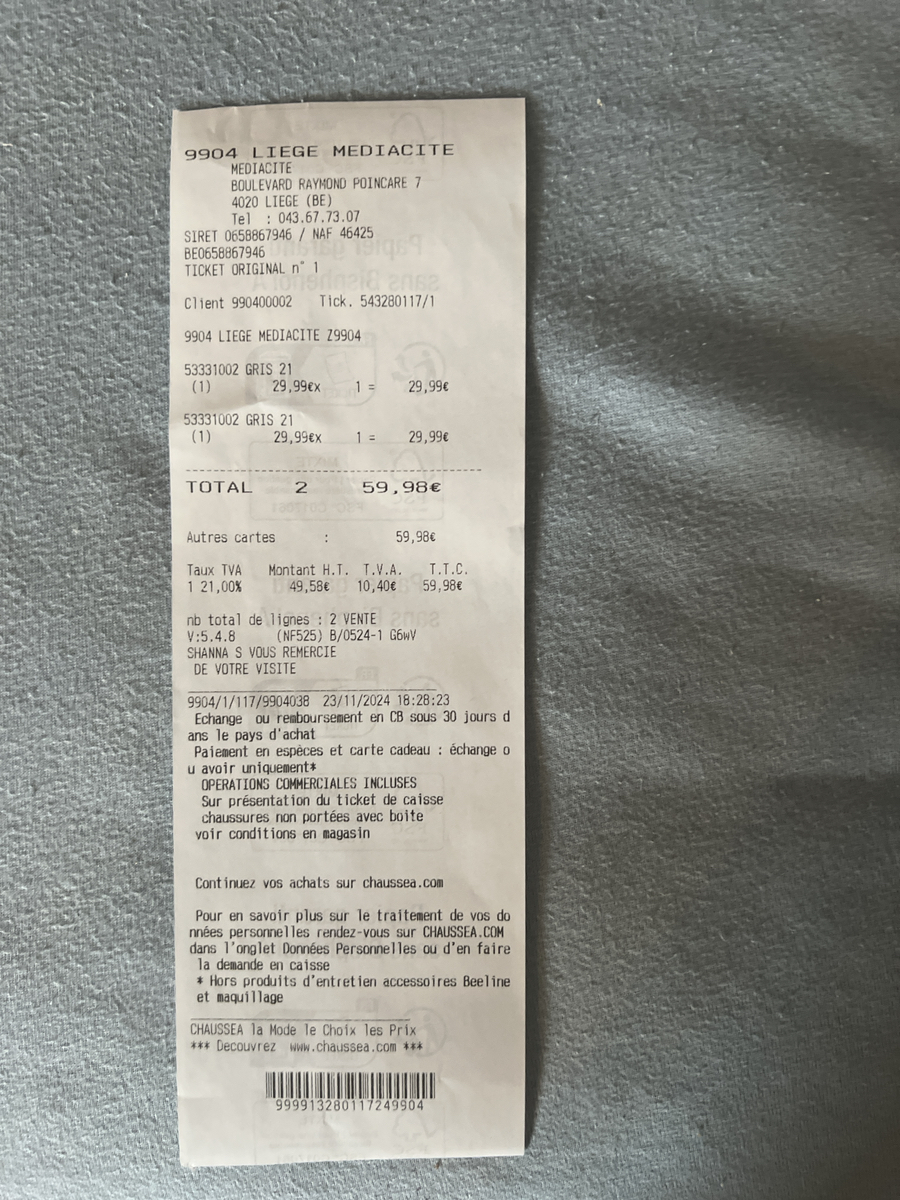 9904 LIEGE MEDIACITE
MEDIACITE
BOULEVARD RAYMOND POINCARE 7
4020 LIEGE (BE)
Tel : 043.67.73.07
SIRET 0658867946 / NAF 46425
BE0658867946
TICKET ORIGINAL n° 1
Client 990400002 Tick. 543280117/1
9904 LIEGE MEDIACITE Z9904
53331002 GRIS 21
(1) 29,99€x 1 = 29,99€
53331002 GRIS 21
(1) 29,99€x 1 = 29,99€
TOTAL 2 59,98€
Autres cartes : 59,98€
Taux TVA Montant H.T. T.V.A. T.T.C.
1 21,00% 49,58€ 10,40€ 59,98€
nb total de lignes : 2 VENTE
V:5.4.8 (NF525) B/0524-1 G6wV
SHANNA S VOUS REMERCIE
DE VOTRE VISITE
9904/1/117/9904038 23/11/2024 18:28:23
Echange ou remboursement en CB sous 30 jours d
ans le pays d'achat
Paiement en espèces et carte cadeau : échange o
u avoir uniquement*
OPERATIONS COMMERCIALES INCLUSES
Sur présentation du ticket de caisse
chaussures non portées avec boite
voir conditions en magasin
Continuez vos achats sur chaussea.com
Pour en savoir plus sur le traitement de vos do
nnées personnelles rendez-vous sur CHAUSSEA.COM
dans l'onglet Données Personnelles ou d'en faire
la demande en caisse
* Hors produits d'entretien accessoires Beeline
et maquillage
CHAUSSEA la Mode le Choix les Prix
*** Decouvrez www.chaussea.com ***
999913280117249904